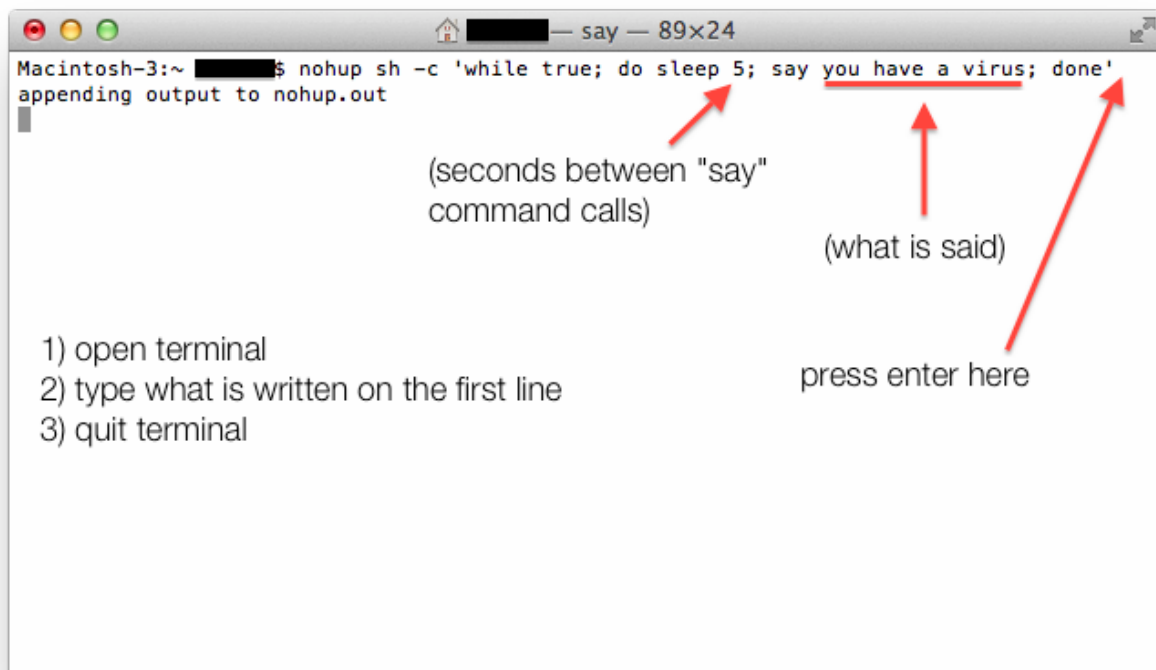 — say — 89×24
Macintosh-3:~ $ nohup sh -c 'while true; do sleep 5; say you have a virus; done'
appending output to nohup.out
(seconds between "say"
command calls)
(what is said)
1) open terminal
press enter here
2) type what is written on the first line
3) quit terminal